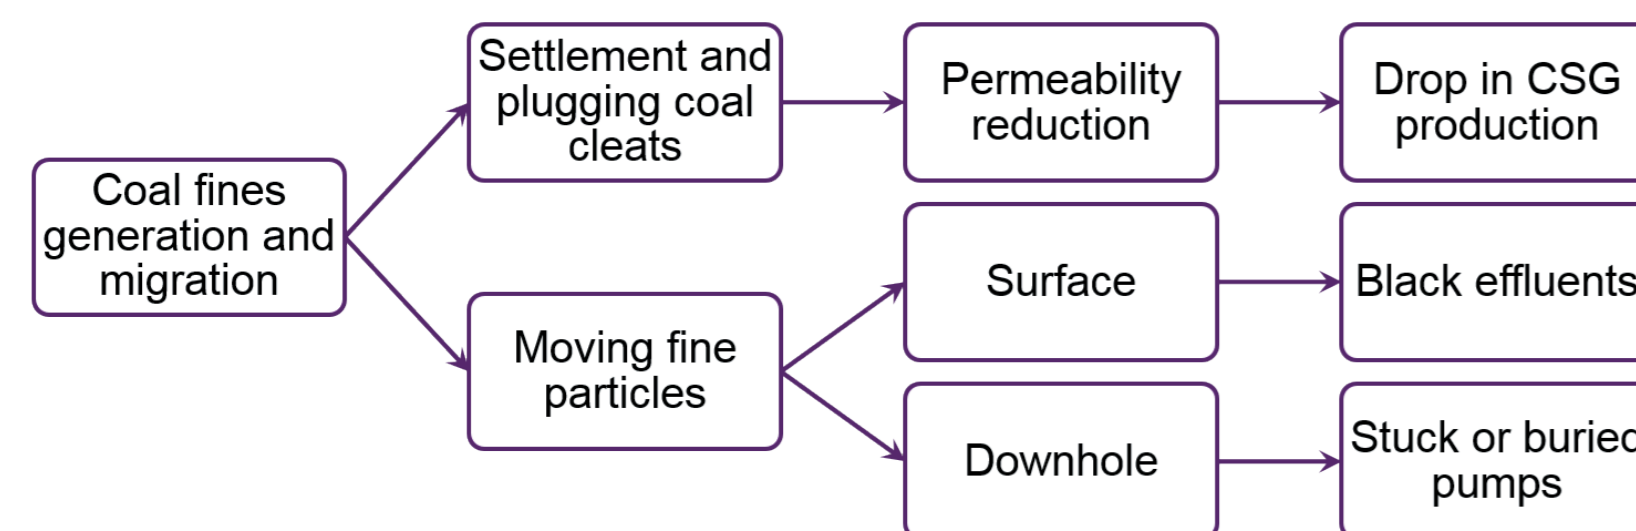 Settlement and
plugging coal
cleats
Permeability
reduction
Drop in CSG
production
Coal fines
generation and
migration
Surface
Black effluents
Moving fine
particles
Downhole
Stuck or buried
pumps